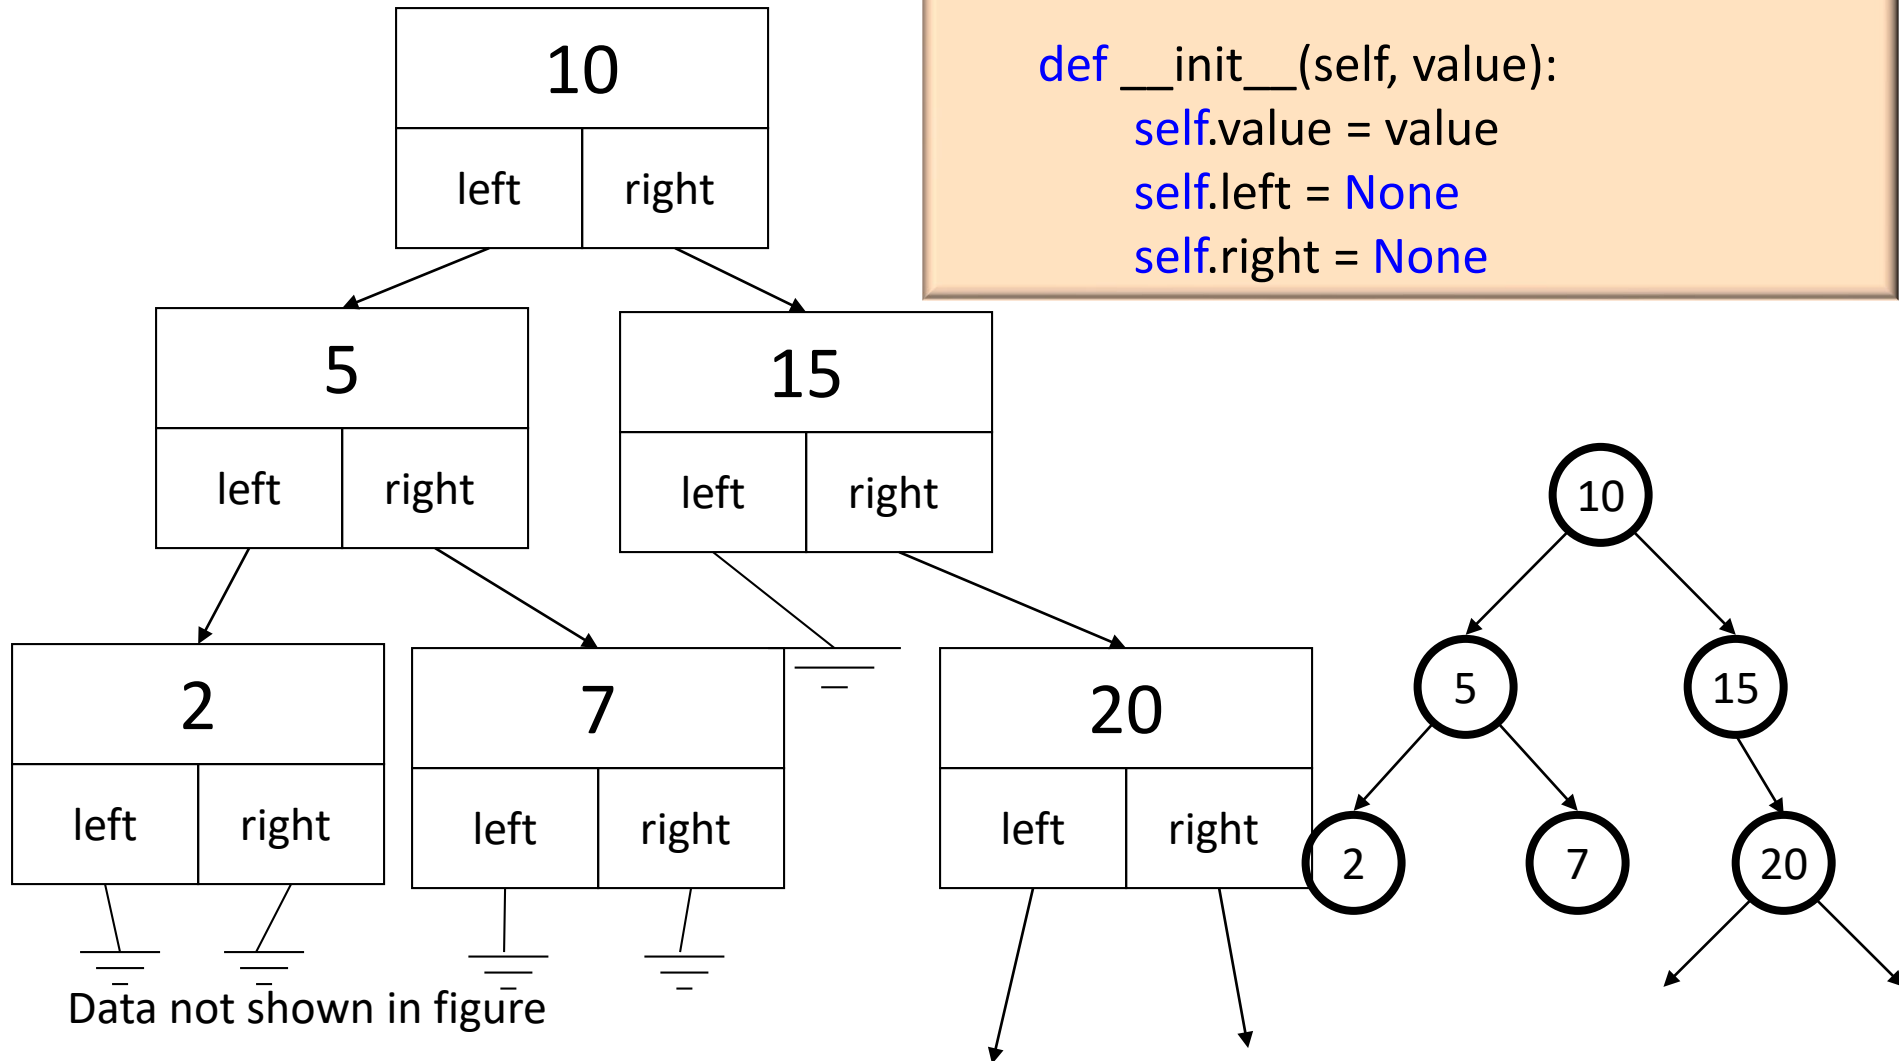 10
left right
def __init__(self, value):
self.value = value
self.left = None
self.right = None
5
left right
15
left right
2
left right
7
left right
20
left right
Data not shown in figure
10
5 15
2 7 20